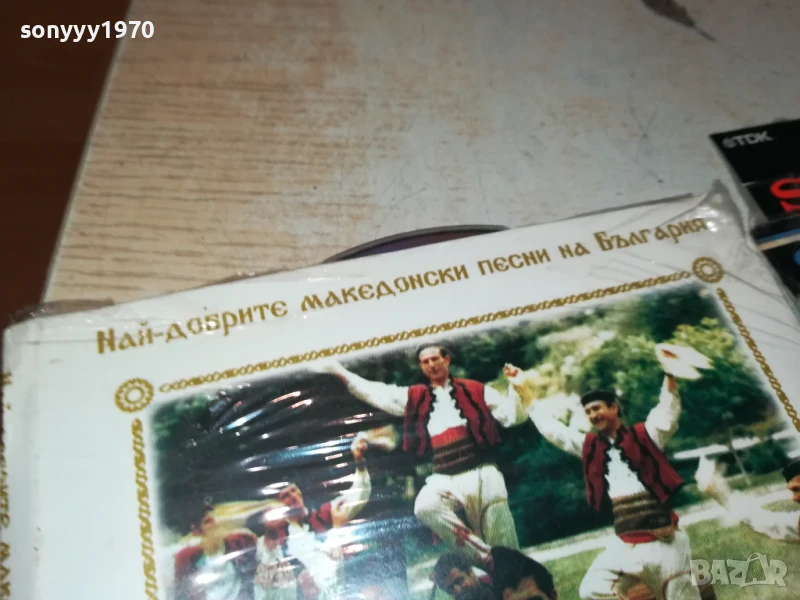 sonyyy1970
TDK
S
Най-добрите македонски песни на България
BAZAR